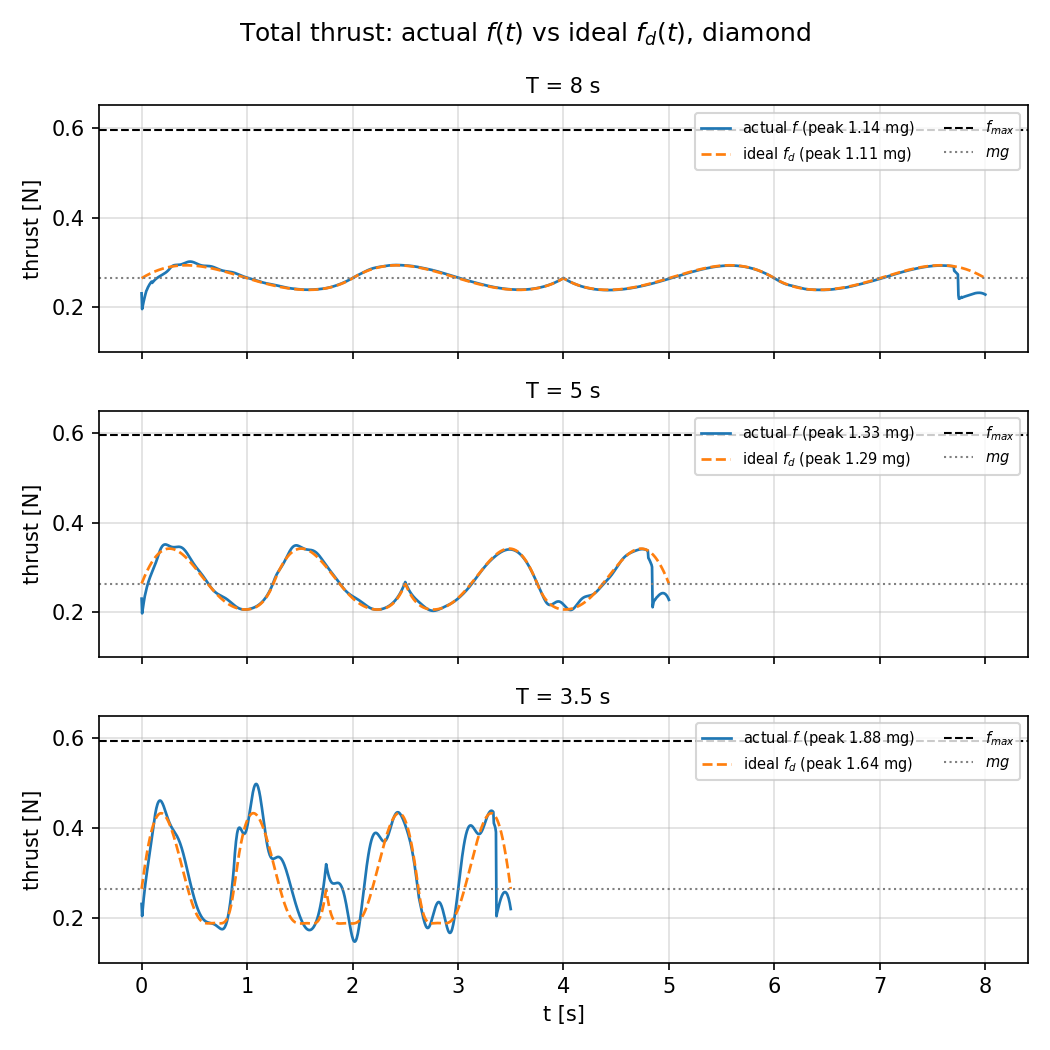 Total thrust: actual f(t) vs ideal f_d(t), diamond
T = 8 s
thrust [N]
0.6
0.4
0.2
actual f (peak 1.14 mg)
ideal f_d (peak 1.11 mg)
f_max
mg
T = 5 s
thrust [N]
0.6
0.4
0.2
actual f (peak 1.33 mg)
ideal f_d (peak 1.29 mg)
f_max
mg
T = 3.5 s
thrust [N]
0.6
0.4
0.2
actual f (peak 1.88 mg)
ideal f_d (peak 1.64 mg)
f_max
mg
0 1 2 3 4 5 6 7 8
t [s]